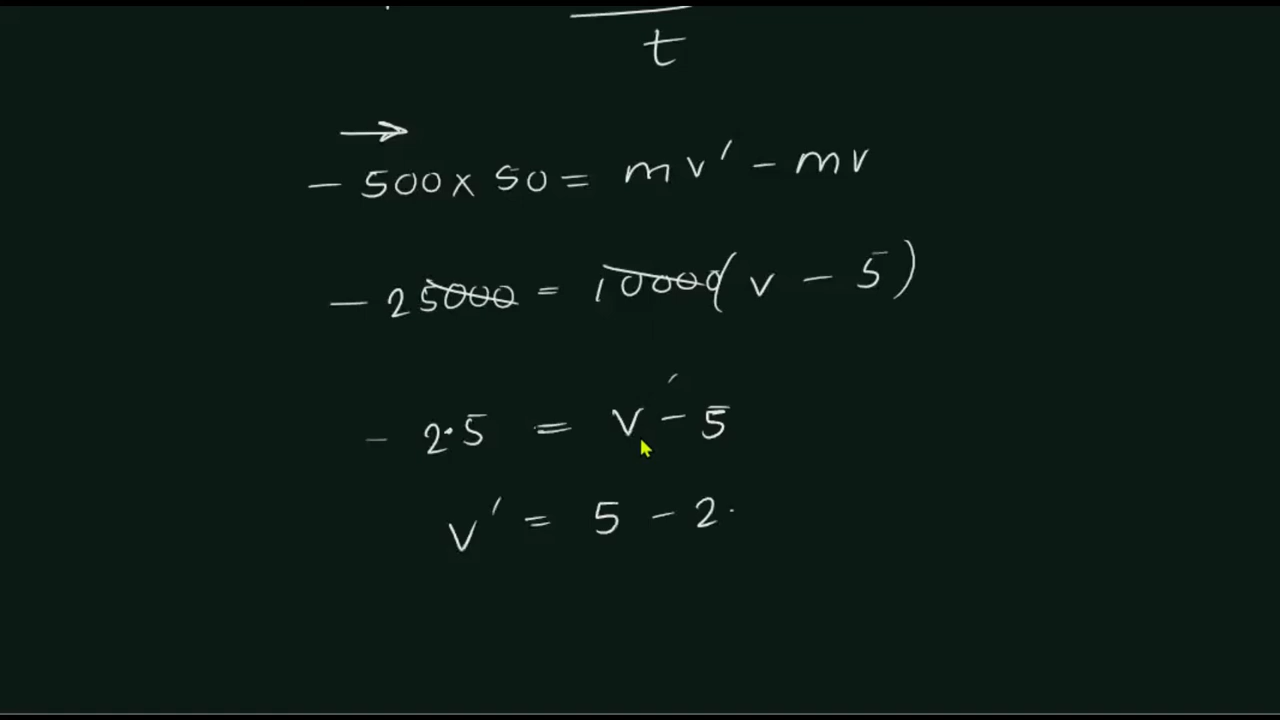 t
- 500 x 50 = mv' - mv
- 25000 = 10000 (v - 5)
- 2.5 = v' - 5
v' = 5 - 2.